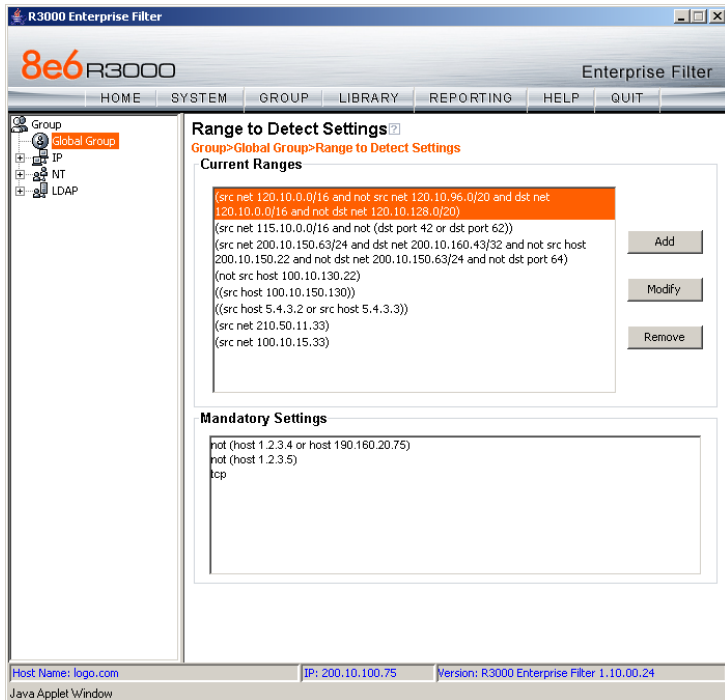 R3000 Enterprise Filter
8e6 R3000
Enterprise Filter
HOME SYSTEM GROUP LIBRARY REPORTING HELP QUIT
Group
Global Group
IP
NT
LDAP
Range to Detect Settings
Group>Global Group>Range to Detect Settings
Current Ranges
(src net 120.10.0.0/16 and not src net 120.10.96.0/20 and dst net
120.10.0.0/16 and not dst net 120.10.128.0/20)
(src net 115.10.0.0/16 and not (dst port 42 or dst port 62))
(src net 200.10.150.63/24 and dst net 200.10.160.43/32 and not src host
200.10.150.22 and not dst net 200.10.150.63/24 and not dst port 64)
(not src host 100.10.130.22)
((src host 100.10.150.130))
((src host 5.4.3.2 or src host 5.4.3.3))
(src net 210.50.11.33)
(src net 100.10.15.33)
Add
Modify
Remove
Mandatory Settings
not (host 1.2.3.4 or host 190.160.20.75)
not (host 1.2.3.5)
tcp
Host Name: logo.com
IP: 200.10.100.75
Version: R3000 Enterprise Filter 1.10.00.24
Java Applet Window